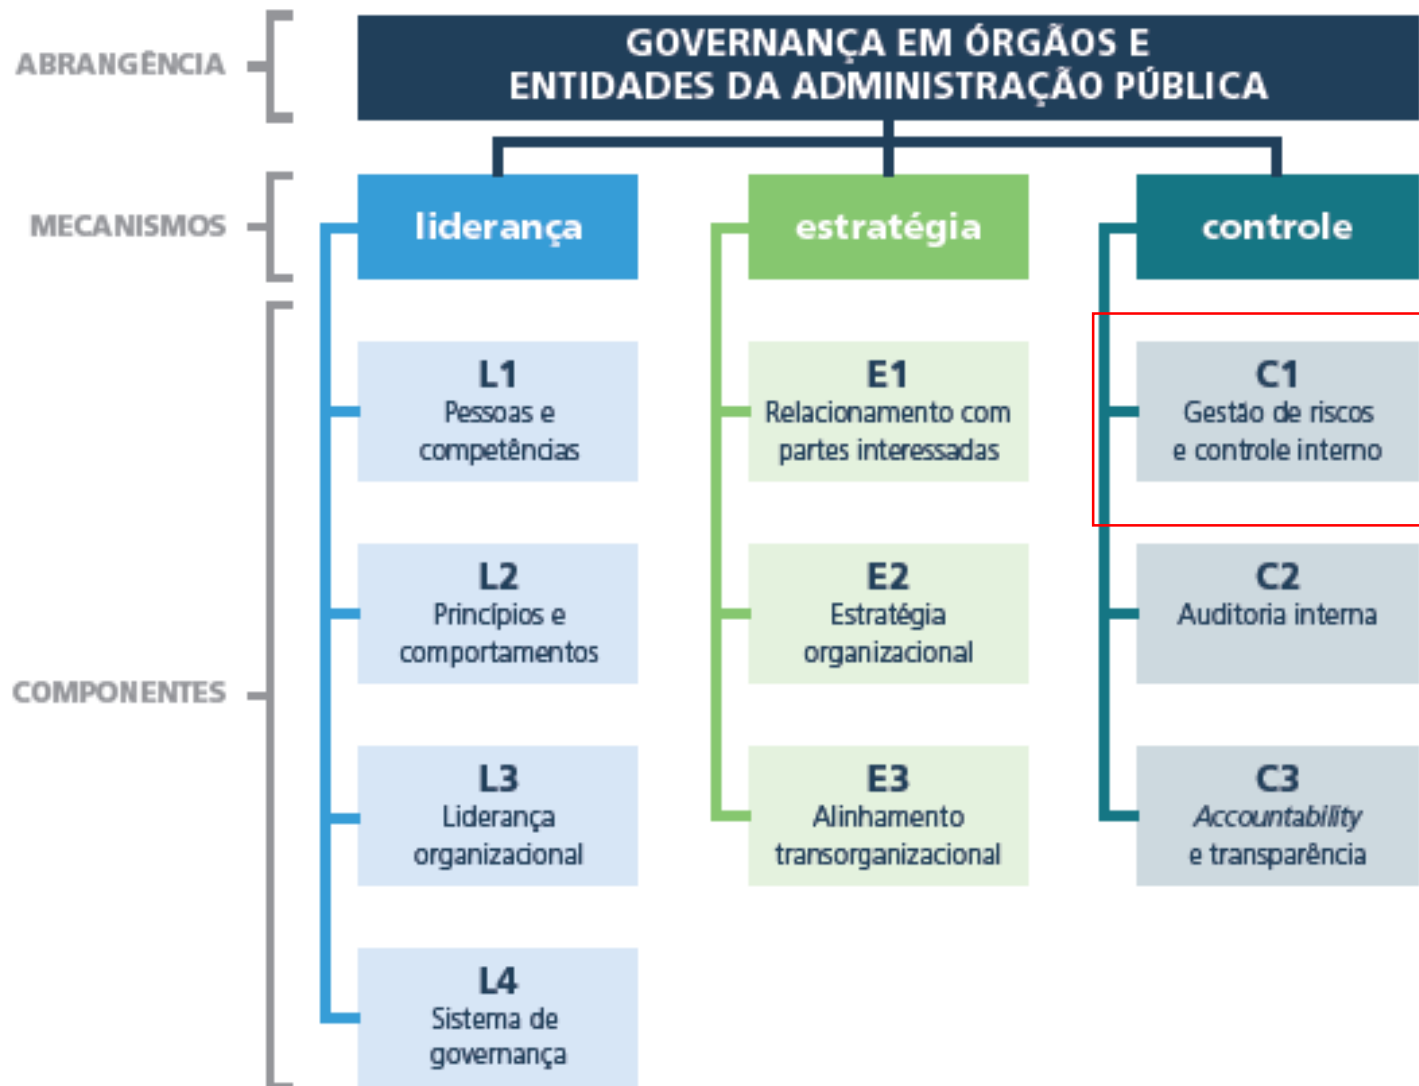 ABRANGÊNCIA
GOVERNANÇA EM ÓRGÃOS E
ENTIDADES DA ADMINISTRAÇÃO PÚBLICA
MECANISMOS
liderança
estratégia
controle
COMPONENTES
L1
Pessoas e
competências
E1
Relacionamento com
partes interessadas
C1
Gestão de riscos
e controle interno
L2
Princípios e
comportamentos
E2
Estratégia
organizacional
C2
Auditoria interna
L3
Liderança
organizacional
E3
Alinhamento
transorganizacional
C3
Accountability
e transparência
L4
Sistema de
governança